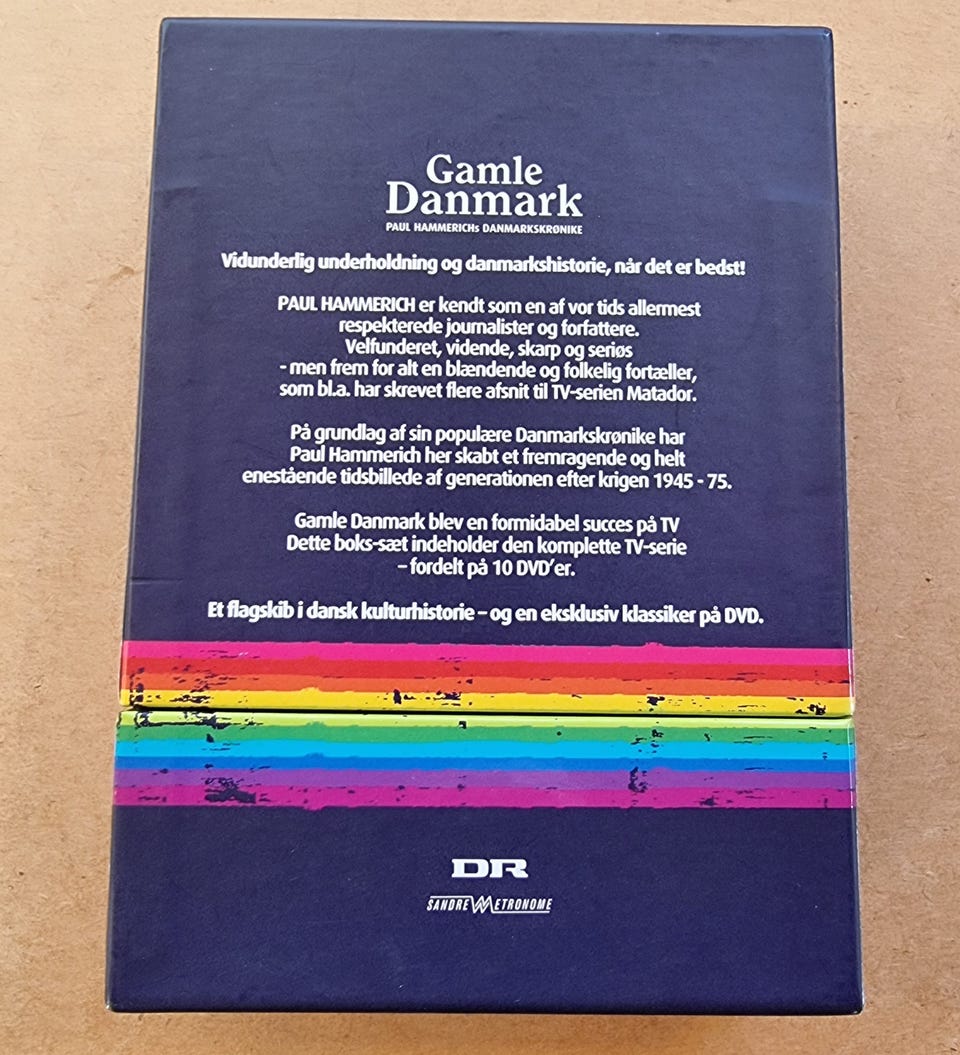 Gamle
Danmark
PAUL HAMMERICHs DANMARKSKRØNIKE
Vidunderlig underholdning og danmarkshistorie, når det er bedst!
PAUL HAMMERICH er kendt som en af vor tids allermest
respekterede journalister og forfattere.
Velfunderet, vidende, skarp og seriøs
- men frem for alt en blændende og folkelig fortæller,
som bl.a. har skrevet flere afsnit til TV-serien Matador.
På grundlag af sin populære Danmarkskrønike har
Paul Hammerich her skabt et fremragende og helt
enestående tidsbillede af generationen efter krigen 1945 - 75.
Gamle Danmark blev en formidabel succes på TV
Dette boks-sæt indeholder den komplette TV-serie
– fordelt på 10 DVD'er.
Et flagskib i dansk kulturhistorie – og en eksklusiv klassiker på DVD.
DR
SANDREW METRONOME